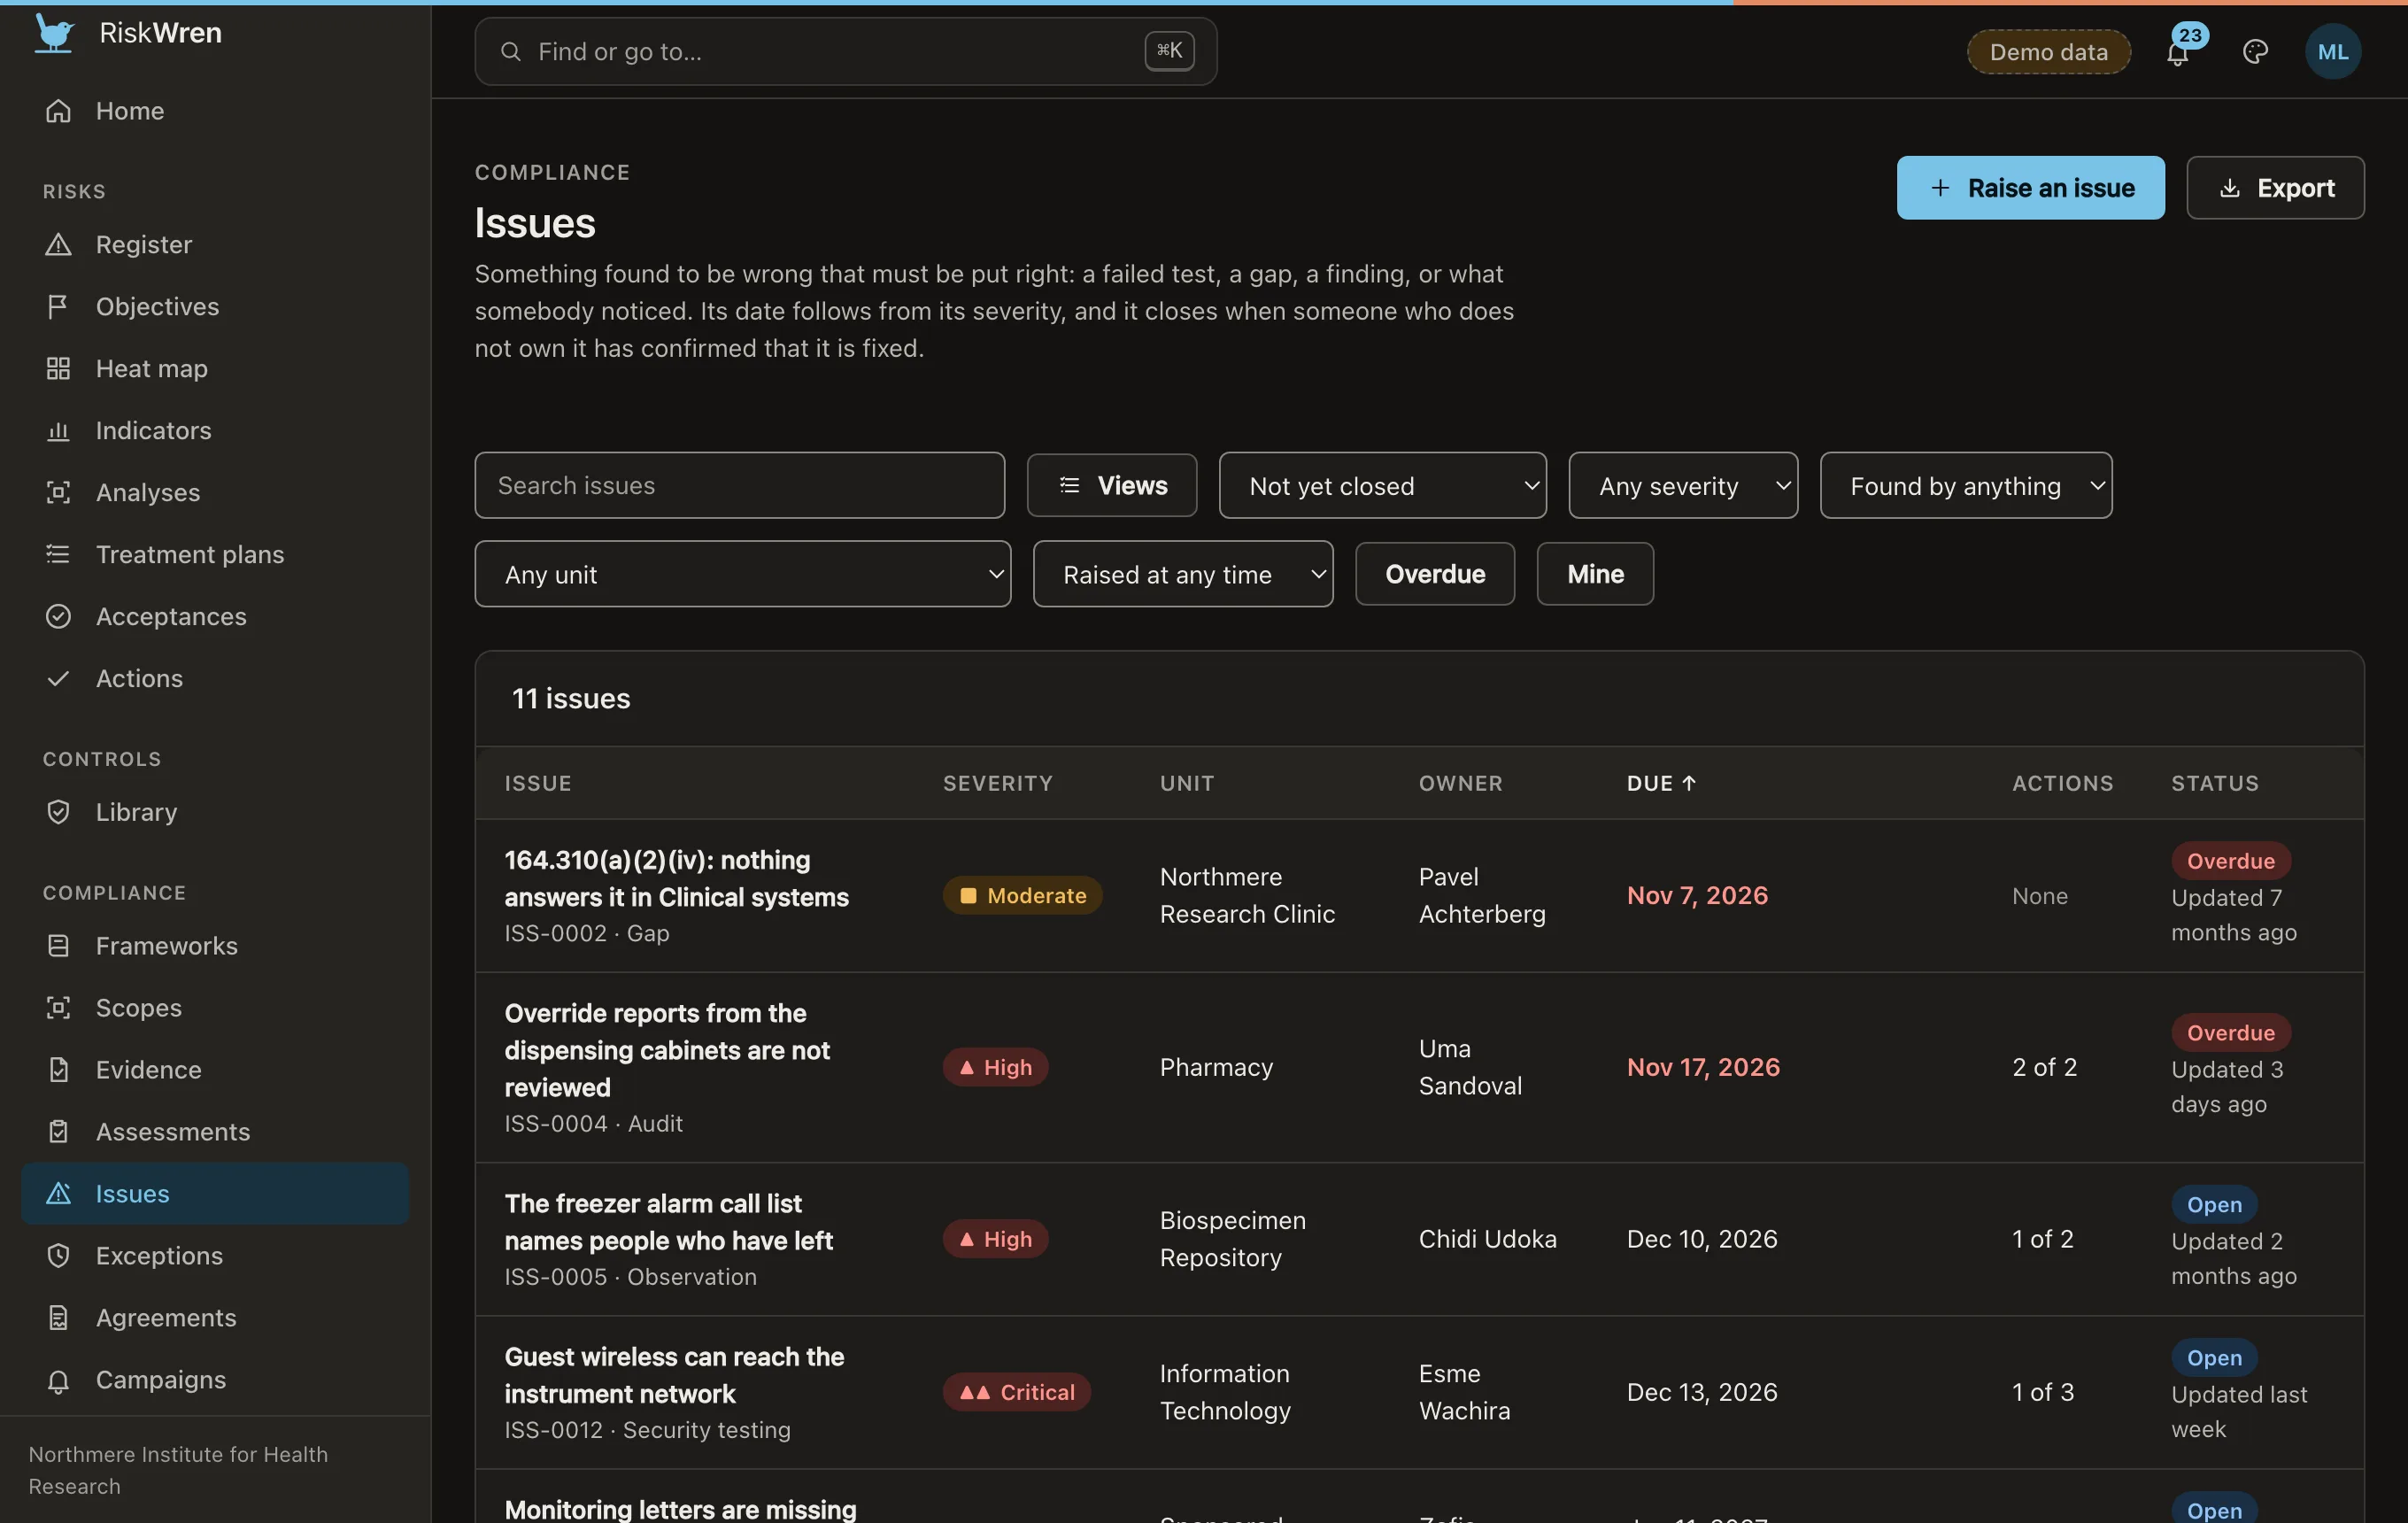 RiskWren
Find or go to...
⌘K
Demo data
23
ML
Home
RISKS
Register
Objectives
Heat map
Indicators
Analyses
Treatment plans
Acceptances
Actions
CONTROLS
Library
COMPLIANCE
Frameworks
Scopes
Evidence
Assessments
Issues
Exceptions
Agreements
Campaigns
Northmere Institute for Health
Research
COMPLIANCE
Issues
Something found to be wrong that must be put right: a failed test, a gap, a finding, or what
somebody noticed. Its date follows from its severity, and it closes when someone who does
not own it has confirmed that it is fixed.
Raise an issue
Export
Search issues
Views
Not yet closed
Any severity
Found by anything
Any unit
Raised at any time
Overdue
Mine
11 issues
ISSUE SEVERITY UNIT OWNER DUE ↑ ACTIONS STATUS
164.310(a)(2)(iv): nothing
answers it in Clinical systems
ISS-0002 · Gap
Moderate
Northmere
Research Clinic
Pavel
Achterberg
Nov 7, 2026
None
Overdue
Updated 7
months ago
Override reports from the
dispensing cabinets are not
reviewed
ISS-0004 · Audit
High
Pharmacy
Uma
Sandoval
Nov 17, 2026
2 of 2
Overdue
Updated 3
days ago
The freezer alarm call list
names people who have left
ISS-0005 · Observation
High
Biospecimen
Repository
Chidi Udoka
Dec 10, 2026
1 of 2
Open
Updated 2
months ago
Guest wireless can reach the
instrument network
ISS-0012 · Security testing
Critical
Information
Technology
Esme
Wachira
Dec 13, 2026
1 of 3
Open
Updated last
week
Monitoring letters are missing
Open